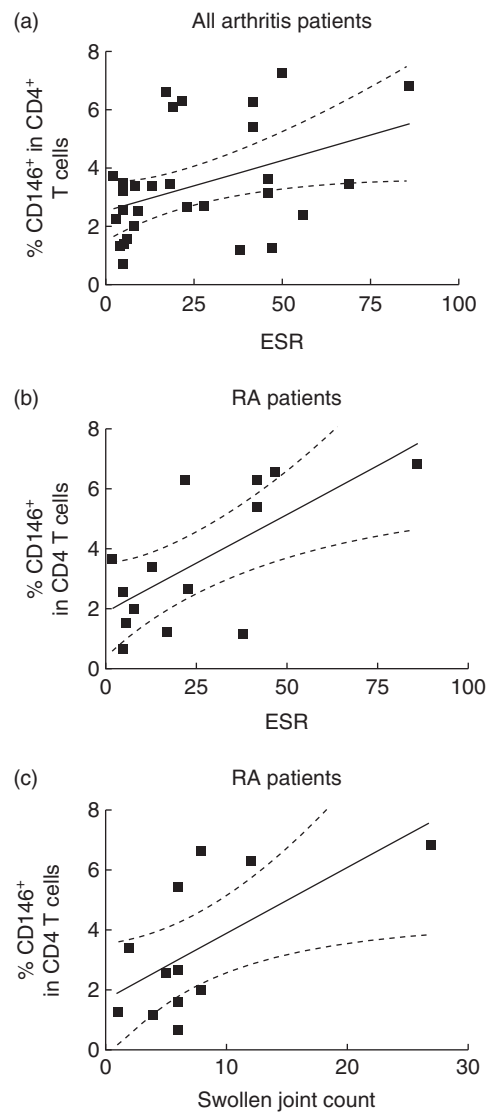 (a)
All arthritis patients
% CD146⁺ in CD4⁺
T cells
8
6
4
2
0
0 25 50 75 100
ESR
(b)
RA patients
% CD146⁺
in CD4 T cells
8
6
4
2
0
0 25 50 75 100
ESR
(c)
RA patients
% CD146⁺
in CD4 T cells
8
6
4
2
0
0 10 20 30
Swollen joint count